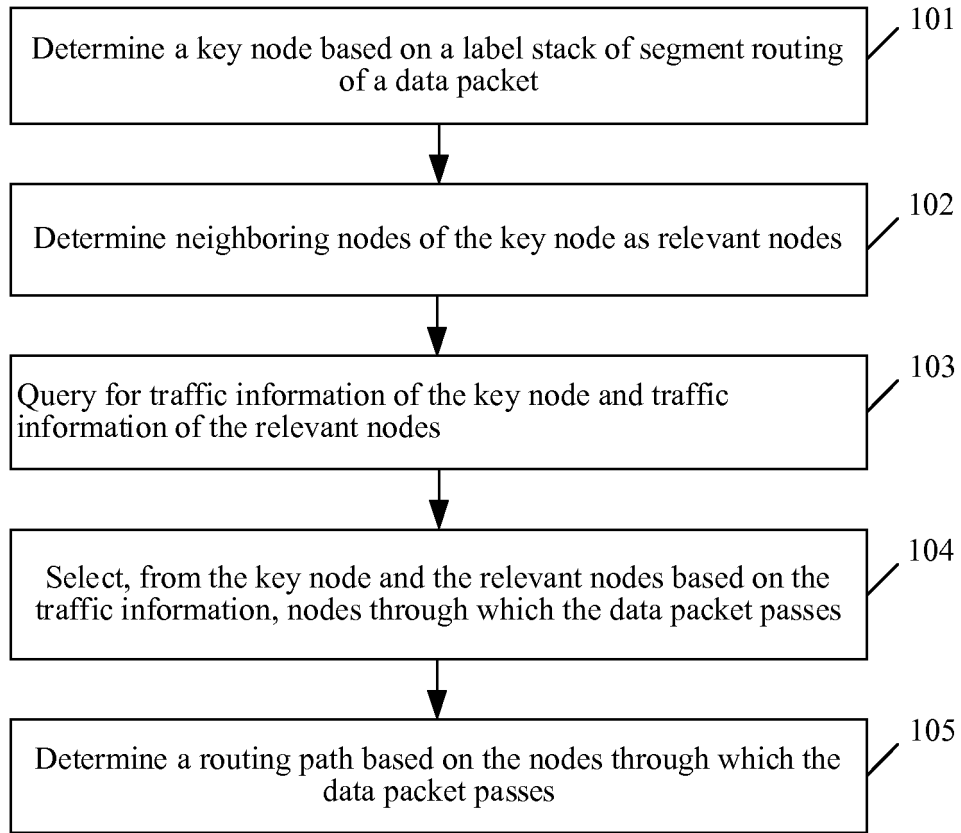 101
Determine a key node based on a label stack of segment routing
of a data packet
102
Determine neighboring nodes of the key node as relevant nodes
103
Query for traffic information of the key node and traffic
information of the relevant nodes
104
Select, from the key node and the relevant nodes based on the
traffic information, nodes through which the data packet passes
105
Determine a routing path based on the nodes through which the
data packet passes